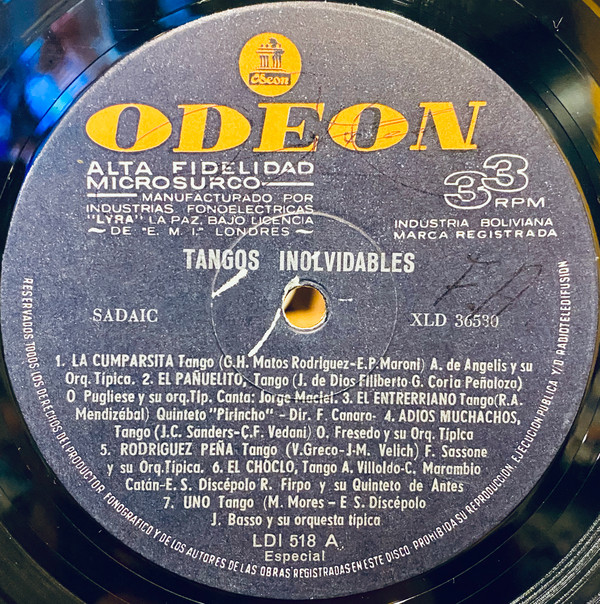 Odeon
ODEON
ALTA FIDELIDAD
MICROSURCO
MANUFACTURADO POR
INDUSTRIAS FONOELECTRICAS
"LYRA" LA PAZ, BAJO LICENCIA
DE "E. M. I." LONDRES
33
RPM
INDUSTRIA BOLIVIANA
MARCA REGISTRADA
TANGOS INOLVIDABLES
SADAIC
XLD 36530
1. LA CUMPARSITA Tango (G.H. Matos Rodríguez-E.P. Maroni) A. de Angelis y su
Orq. Típica. 2. EL PAÑUELITO, Tango (J. de Dios Filiberto-G. Coria Peñaloza)
O Pugliese y su orq. Típ. Canta: Jorge Maciel. 3. EL ENTRERRIANO Tango (R.A.
Mendizábal) Quinteto "Pirincho" - Dir. F. Canaro- 4. ADIOS MUCHACHOS,
Tango (J.C. Sanders-C.F. Vedani) O. Fresedo y su Orq. Típica
5. RODRIGUEZ PEÑA Tango (V. Greco-J-M. Velich) F. Sassone
y su Orq. Típica. 6. EL CHOCLO, Tango A. Villoldo-C. Marambio
Catán-E. S. Discépolo R. Firpo y su Quinteto de Antes
7. UNO Tango (M. Mores - E S. Discépolo
J. Basso y su orquesta típica
LDI 518 A
Especial
RESERVADOS TODOS LOS DERECHOS DEL PRODUCTOR FONOGRAFICO Y DE LOS AUTORES DE LAS OBRAS REGISTRADAS EN ESTE DISCO. PROHIBIDA SU REPRODUCCION, EJECUCION PUBLICA Y/O RADIOTELEDIFUSION